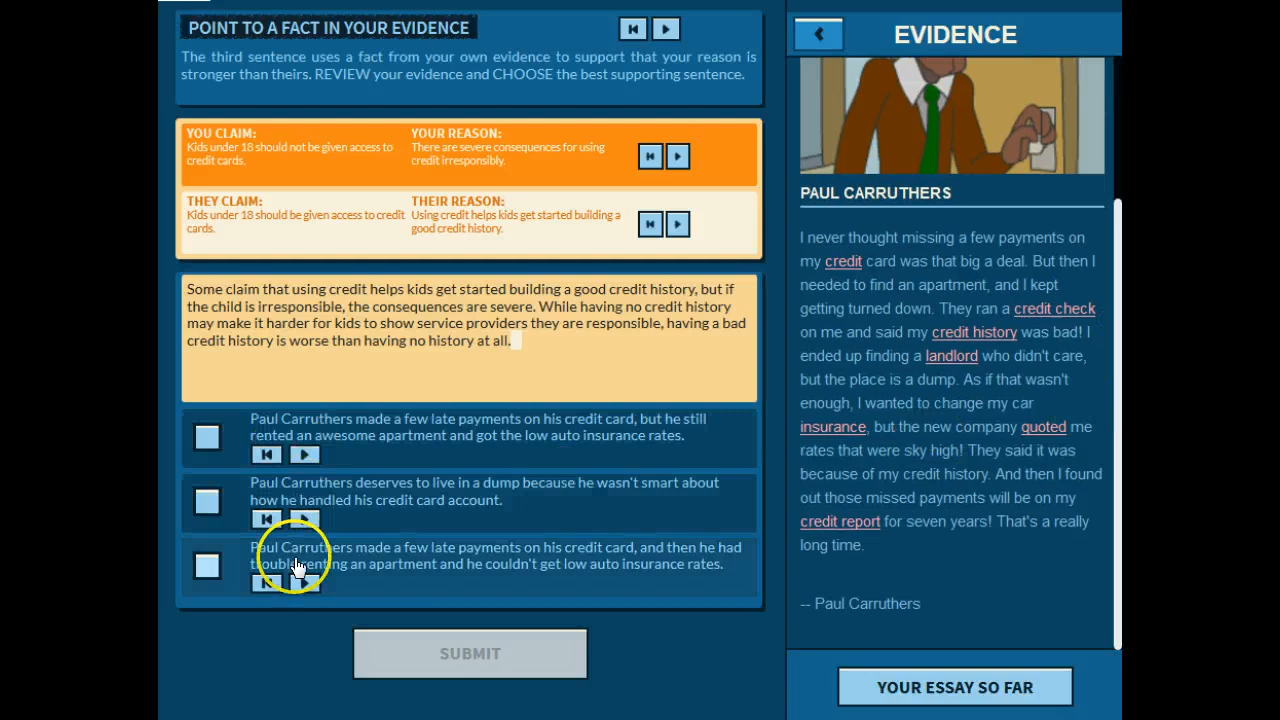 POINT TO A FACT IN YOUR EVIDENCE
The third sentence uses a fact from your own evidence to support that your reason is
stronger than theirs. REVIEW your evidence and CHOOSE the best supporting sentence.
YOU CLAIM:
Kids under 18 should not be given access to
credit cards.
YOUR REASON:
There are severe consequences for using
credit irresponsibly.
THEY CLAIM:
Kids under 18 should be given access to credit
cards.
THEIR REASON:
Using credit helps kids get started building a
good credit history.
Some claim that using credit helps kids get started building a good credit history, but if
the child is irresponsible, the consequences are severe. While having no credit history
may make it harder for kids to show service providers they are responsible, having a bad
credit history is worse than having no history at all.
Paul Carruthers made a few late payments on his credit card, but he still
rented an awesome apartment and got the low auto insurance rates.
Paul Carruthers deserves to live in a dump because he wasn't smart about
how he handled his credit card account.
Paul Carruthers made a few late payments on his credit card, and then he had
trouble renting an apartment and he couldn't get low auto insurance rates.
SUBMIT
EVIDENCE
PAUL CARRUTHERS
I never thought missing a few payments on
my credit card was that big a deal. But then I
needed to find an apartment, and I kept
getting turned down. They ran a credit check
on me and said my credit history was bad! I
ended up finding a landlord who didn't care,
but the place is a dump. As if that wasn't
enough, I wanted to change my car
insurance, but the new company quoted me
rates that were sky high! They said it was
because of my credit history. And then I found
out those missed payments will be on my
credit report for seven years! That's a really
long time.
-- Paul Carruthers
YOUR ESSAY SO FAR